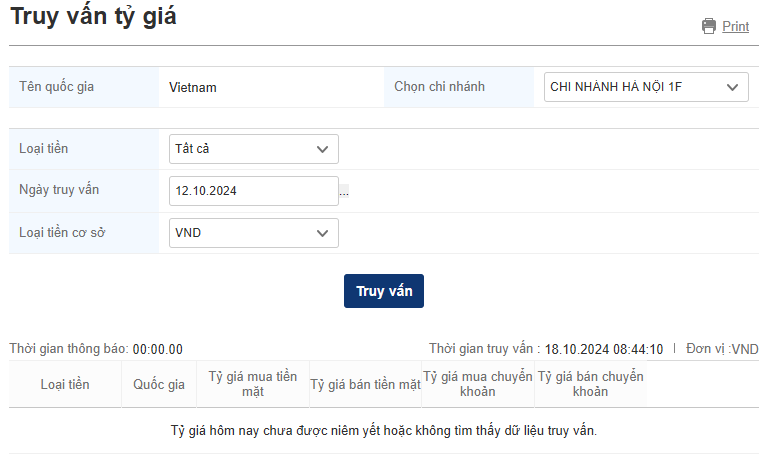 Truy vấn tỷ giá
Print
Tên quốc gia Vietnam Chọn chi nhánh CHI NHÁNH HÀ NỘI 1F
Loại tiền Tất cả
Ngày truy vấn 12.10.2024 ...
Loại tiền cơ sở VND
Truy vấn
Thời gian thông báo: 00:00.00 Thời gian truy vấn : 18.10.2024 08:44:10 | Đơn vị :VND
Loại tiền Quốc gia Tỷ giá mua tiền mặt Tỷ giá bán tiền mặt Tỷ giá mua chuyển khoản Tỷ giá bán chuyển khoản
Tỷ giá hôm nay chưa được niêm yết hoặc không tìm thấy dữ liệu truy vấn.